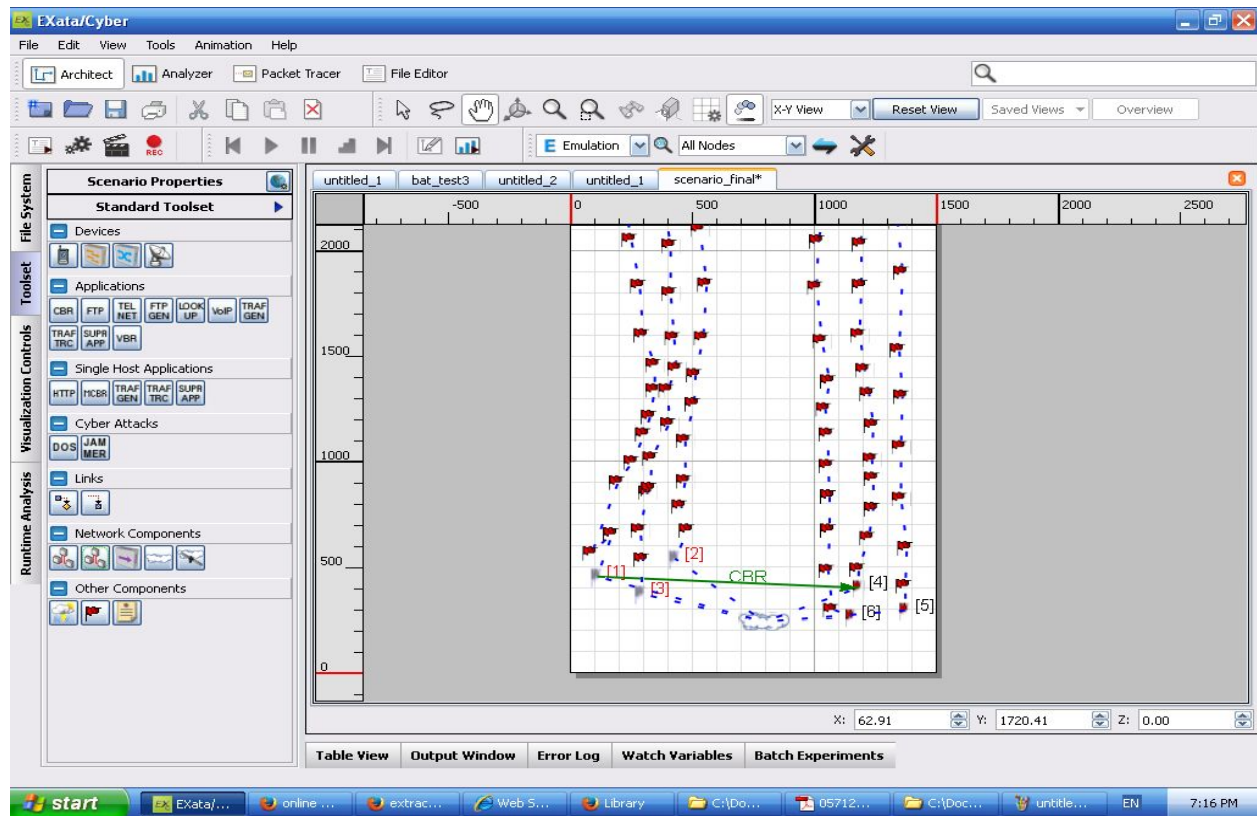 EXata/Cyber
File Edit View Tools Animation Help
Architect Analyzer Packet Tracer File Editor
X-Y View Reset View Saved Views Overview
REC E Emulation All Nodes
File System
Toolset
Visualization Controls
Runtime Analysis
Scenario Properties
Standard Toolset
Devices
Applications
CBR FTP TEL NET FTP GEN LOOK UP VoIP TRAF GEN
TRAF TRC SUPR APP VBR
Single Host Applications
HTTP MCBR TRAF GEN TRAF TRC SUPR APP
Cyber Attacks
DOS JAM MER
Links
Network Components
Other Components
untitled_1 bat_test3 untitled_2 untitled_1 scenario_final*
-500 0 500 1000 1500 2000 2500
2000
1500
1000
500
0
[2]
[1] CBR
[3] [4]
[6] [5]
X: 62.91 Y: 1720.41 Z: 0.00
Table View Output Window Error Log Watch Variables Batch Experiments
start EXata/... online ... extrac... Web S... Library C:\Do... 05712... C:\Doc... untitle... EN 7:16 PM